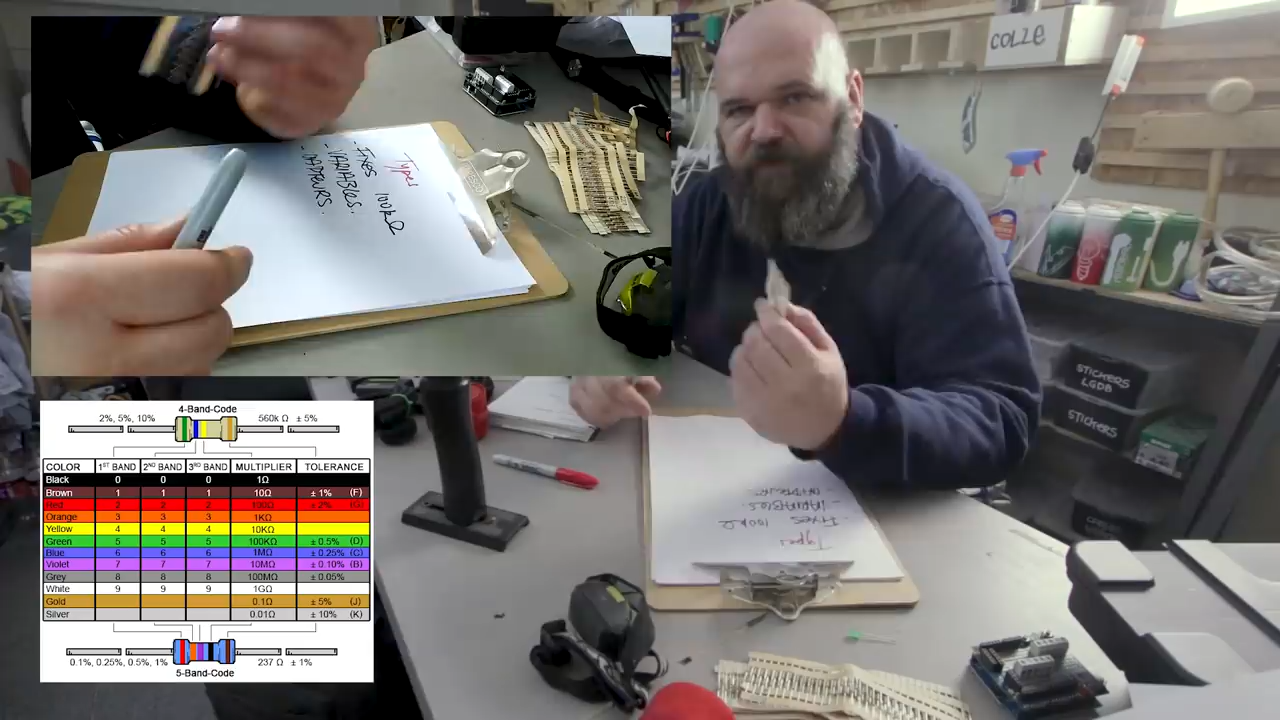 Types
- FIXES 100kΩ
- VARIABLES.
- CAPTEURS.
COLLE
STICKERS
LGDB
STICKERS
4-Band-Code
2%, 5%, 10% 560k Ω ± 5%
COLOR 1ST BAND 2ND BAND 3RD BAND MULTIPLIER TOLERANCE
Black 0 0 0 1Ω
Brown 1 1 1 10Ω ± 1% (F)
Red 2 2 2 100Ω ± 2% (G)
Orange 3 3 3 1KΩ
Yellow 4 4 4 10KΩ
Green 5 5 5 100KΩ ± 0.5% (D)
Blue 6 6 6 1MΩ ± 0.25% (C)
Violet 7 7 7 10MΩ ± 0.10% (B)
Grey 8 8 8 100MΩ ± 0.05%
White 9 9 9 1GΩ
Gold 0.1Ω ± 5% (J)
Silver 0.01Ω ± 10% (K)
0.1%, 0.25%, 0.5%, 1% 237 Ω ± 1%
5-Band-Code
Types
- FIXES 100kΩ
- VARIABLES.
- CAPTEURS.